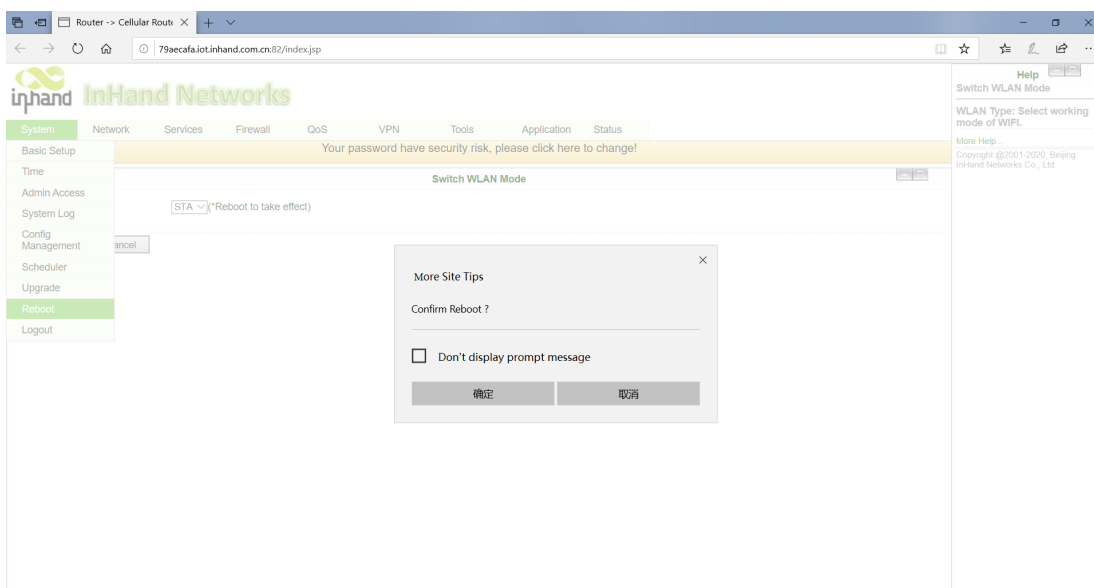 Router -> Cellular Route
79aecafa.iot.inhand.com.cn:82/index.jsp
inhand InHand Networks
System Network Services Firewall QoS VPN Tools Application Status
Your password have security risk, please click here to change!
Basic Setup
Time
Admin Access
System Log
Config
Management
Scheduler
Upgrade
Reboot
Logout
Switch WLAN Mode
STA (*Reboot to take effect)
ancel
More Site Tips
Confirm Reboot ?
Don't display prompt message
确定 取消
Help
Switch WLAN Mode
WLAN Type: Select working
mode of WIFI.
More Help...
Copyright @2001-2020, Beijing
InHand Networks Co., Ltd.